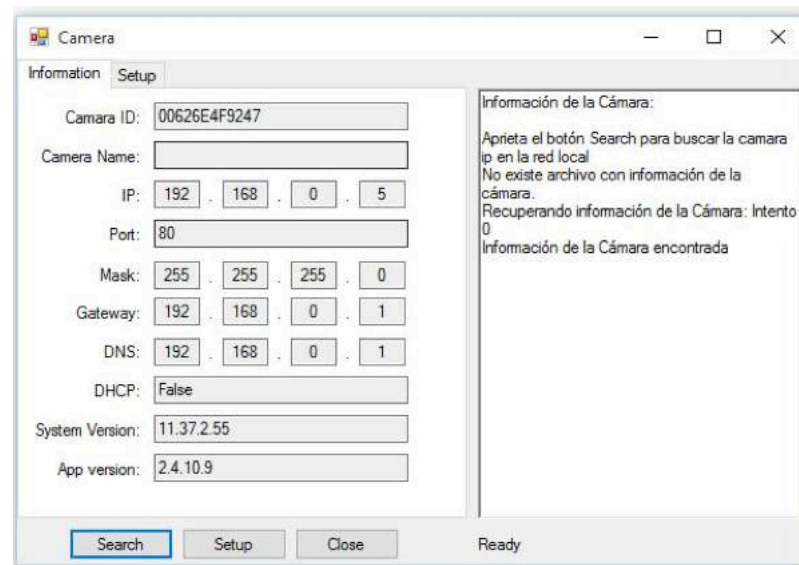 Camera
Information Setup
Camara ID: 00626E4F9247
Camera Name:
IP: 192 . 168 . 0 . 5
Port: 80
Mask: 255 . 255 . 255 . 0
Gateway: 192 . 168 . 0 . 1
DNS: 192 . 168 . 0 . 1
DHCP: False
System Version: 11.37.2.55
App version: 2.4.10.9
Información de la Cámara:
Aprieta el botón Search para buscar la camara
ip en la red local
No existe archivo con información de la
cámara.
Recuperando información de la Cámara: Intento
0
Información de la Cámara encontrada
Search Setup Close Ready